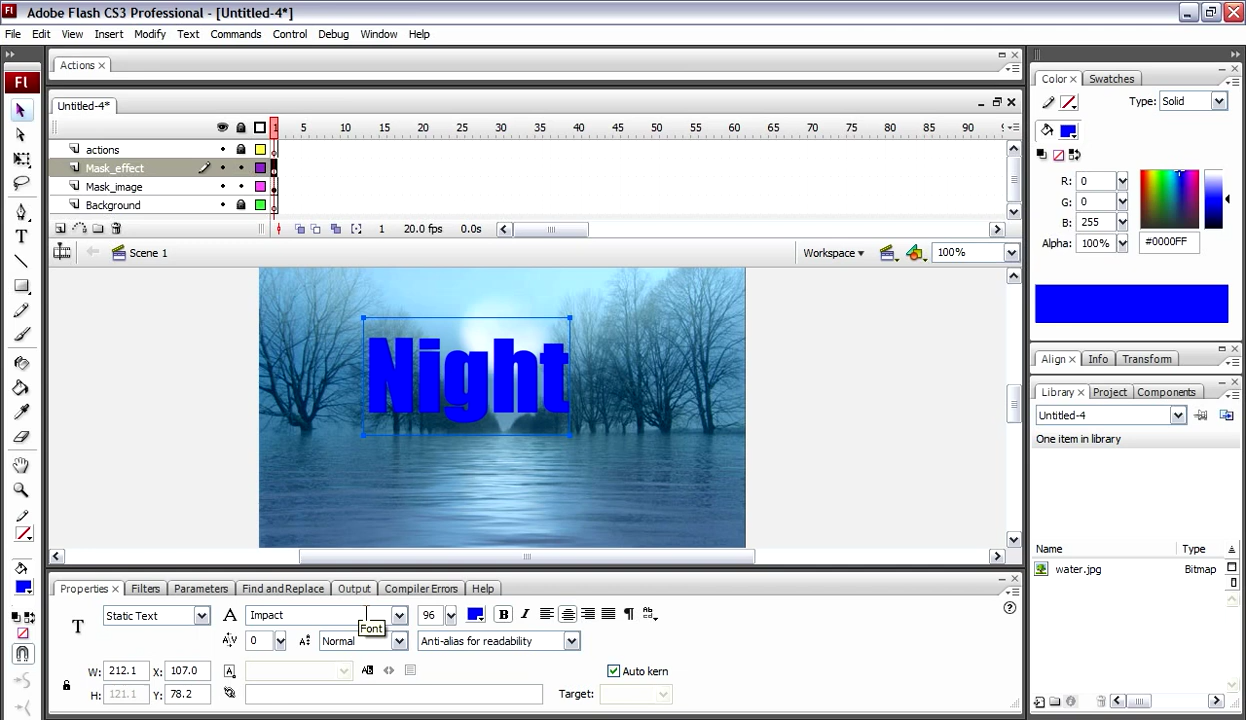 Fl Adobe Flash CS3 Professional - [Untitled-4*]
File Edit View Insert Modify Text Commands Control Debug Window Help
Fl
Actions ×
Untitled-4*
1 5 10 15 20 25 30 35 40 45 50 55 60 65 70 75 80 85 90
actions
Mask_effect
Mask_image
Background
1 20.0 fps 0.0s
Scene 1
Workspace
100%
Night
Properties × Filters Parameters Find and Replace Output Compiler Errors Help
T Static Text A Impact 96 B I
Font
A/V 0 Normal Anti-alias for readability
W: 212.1 X: 107.0
Auto kern
H: 121.1 Y: 78.2
Target:
Color × Swatches
Type: Solid
R: 0
G: 0
B: 255
Alpha: 100% #0000FF
Align × Info Transform
Library × Project Components
Untitled-4
One item in library
Name Type
water.jpg Bitmap